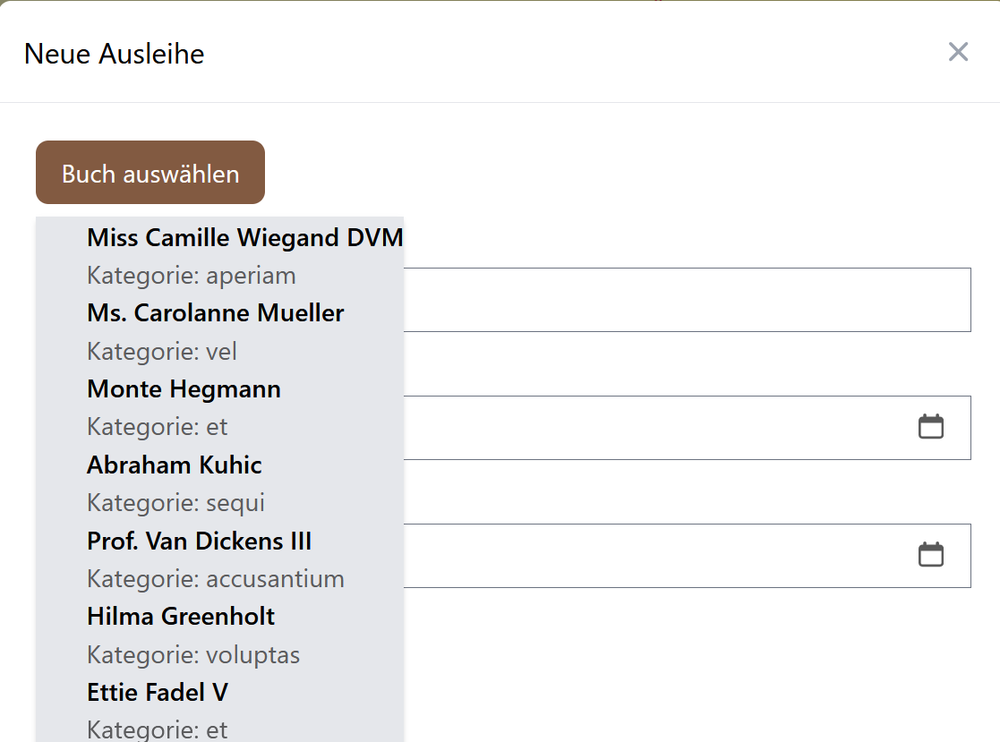 Neue Ausleihe
Buch auswählen
Miss Camille Wiegand DVM
Kategorie: aperiam
Ms. Carolanne Mueller
Kategorie: vel
Monte Hegmann
Kategorie: et
Abraham Kuhic
Kategorie: sequi
Prof. Van Dickens III
Kategorie: accusantium
Hilma Greenholt
Kategorie: voluptas
Ettie Fadel V
Kategorie: et